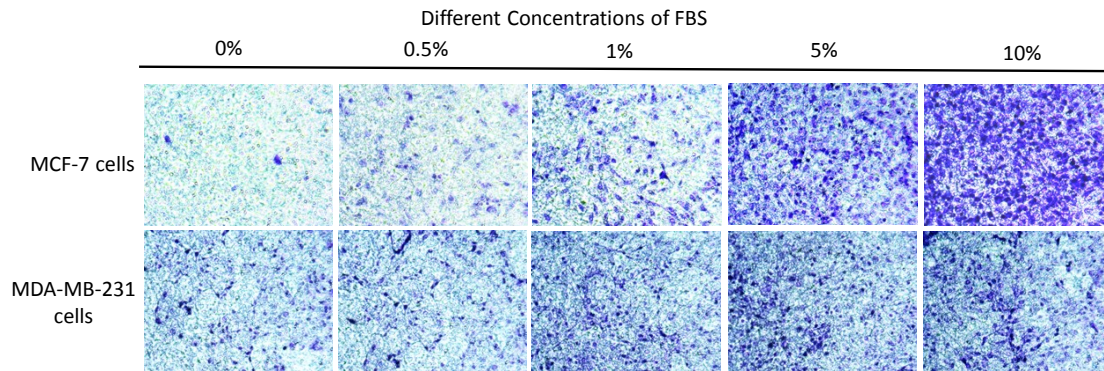 Different Concentrations of FBS
0%
0.5%
1%
5%
10%
MCF-7 cells
MDA-MB-231
cells